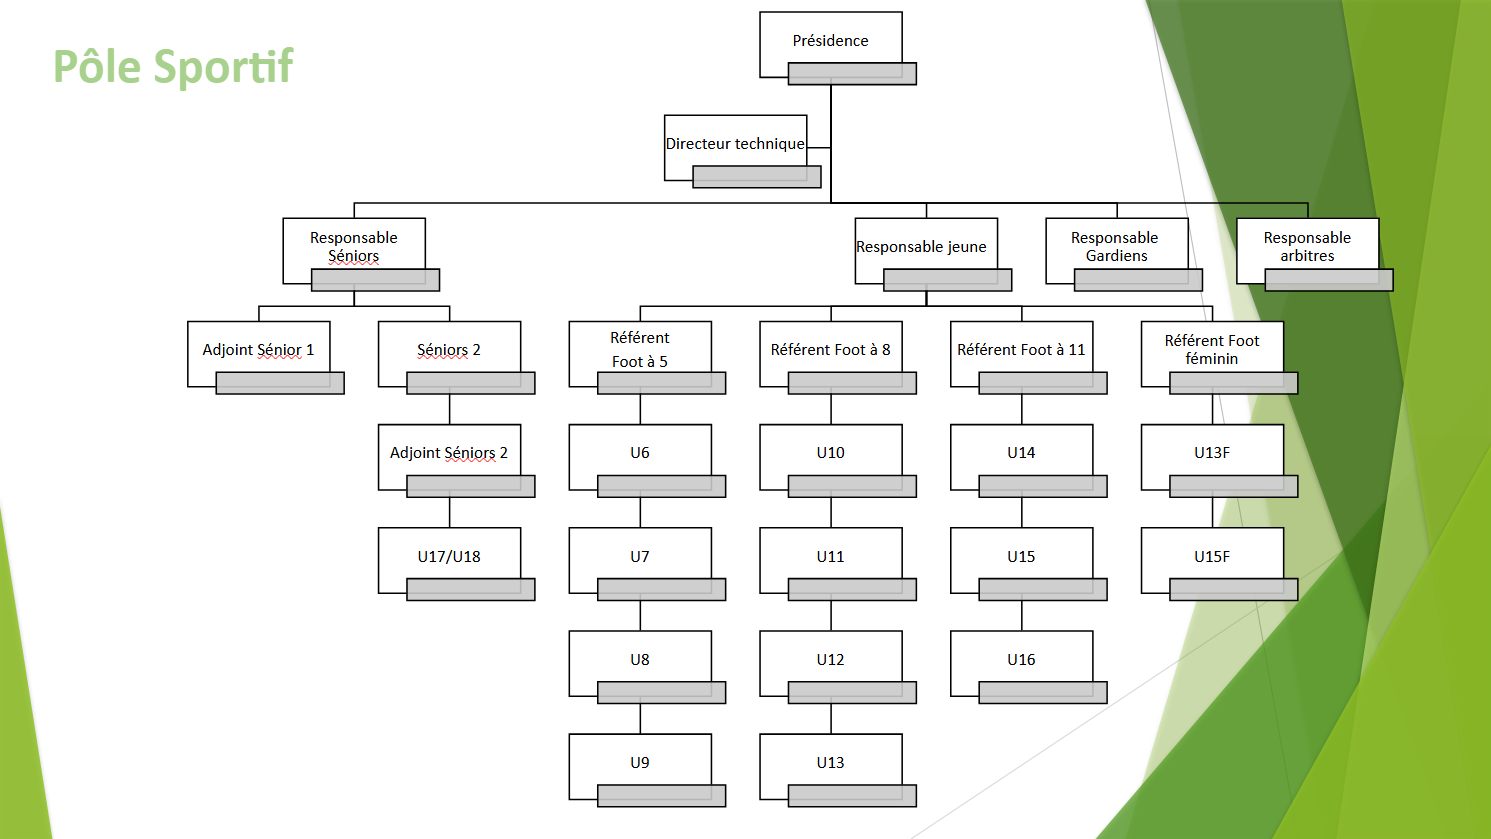 Pôle Sportif
Présidence
Directeur technique
Responsable
Séniors
Responsable jeune
Responsable
Gardiens
Responsable
arbitres
Adjoint Sénior 1
Séniors 2
Référent
Foot à 5
Référent Foot à 8
Référent Foot à 11
Référent Foot
féminin
Adjoint Séniors 2
U6
U10
U14
U13F
U17/U18
U7
U11
U15
U15F
U8
U12
U16
U9
U13